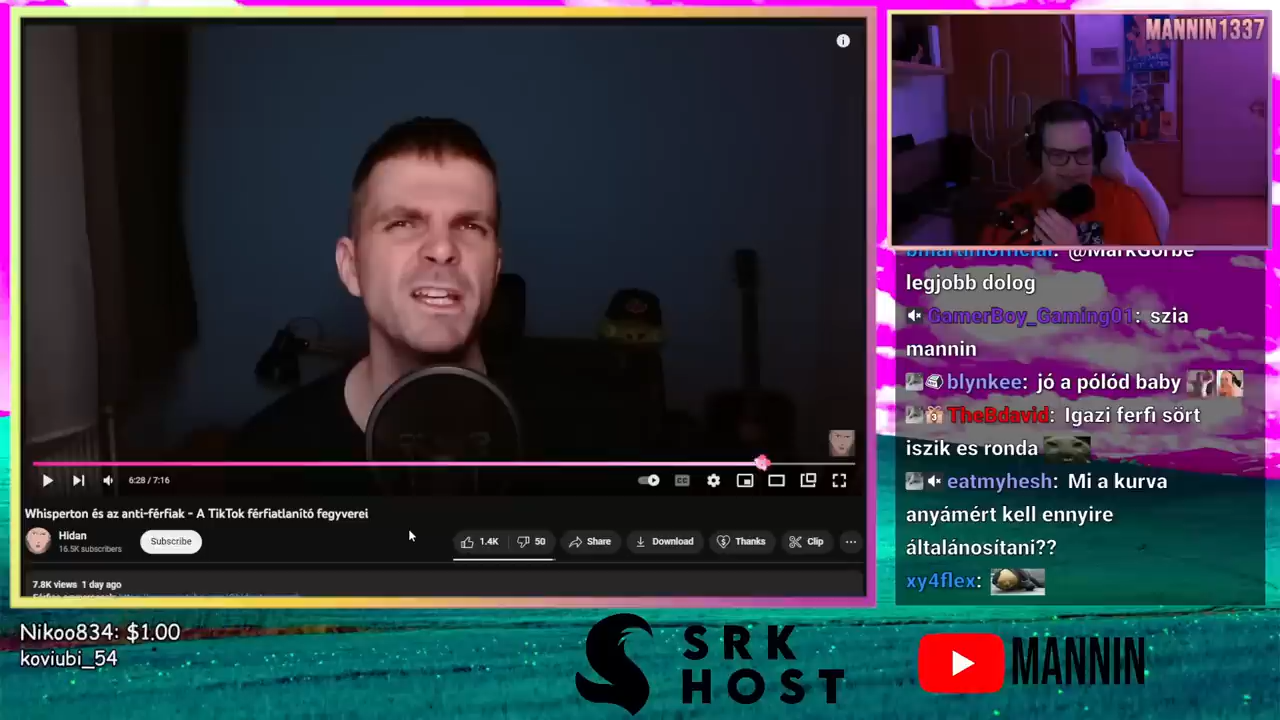 MANNIN1337
bmartiniofficial: @MarkGorbe
legjobb dolog
GamerBoy_Gaming01: szia
mannin
blynkee: jó a pólód baby
TheBdavid: Igazi ferfi sört
iszik es ronda
eatmyhesh: Mi a kurva
anyámért kell ennyire
általánosítani??
xy4flex:
6:28 / 7:16
CC
Whisperton és az anti-férfiak - A TikTok férfiatlanító fegyverei
Hidan
16.5K subscribers
Subscribe
1.4K
50
Share
Download
Thanks
Clip
7.8K views 1 day ago
Nikoo834: $1.00
koviubi_54
SRK
HOST
MANNIN